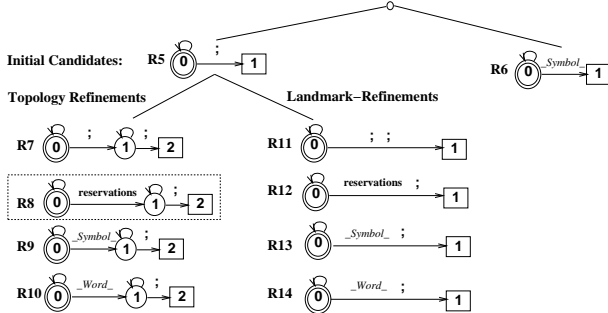 ;
Initial Candidates: R5 0 1 R6 0 _Symbol_ 1
Topology Refinements Landmark-Refinements
R7 0 ; 1 ; 2 R11 0 ; ; 1
R8 0 reservations 1 ; 2 R12 0 reservations ; 1
R9 0 _Symbol_ 1 ; 2 R13 0 _Symbol_ ; 1
R10 0 _Word_ 1 ; 2 R14 0 _Word_ ; 1